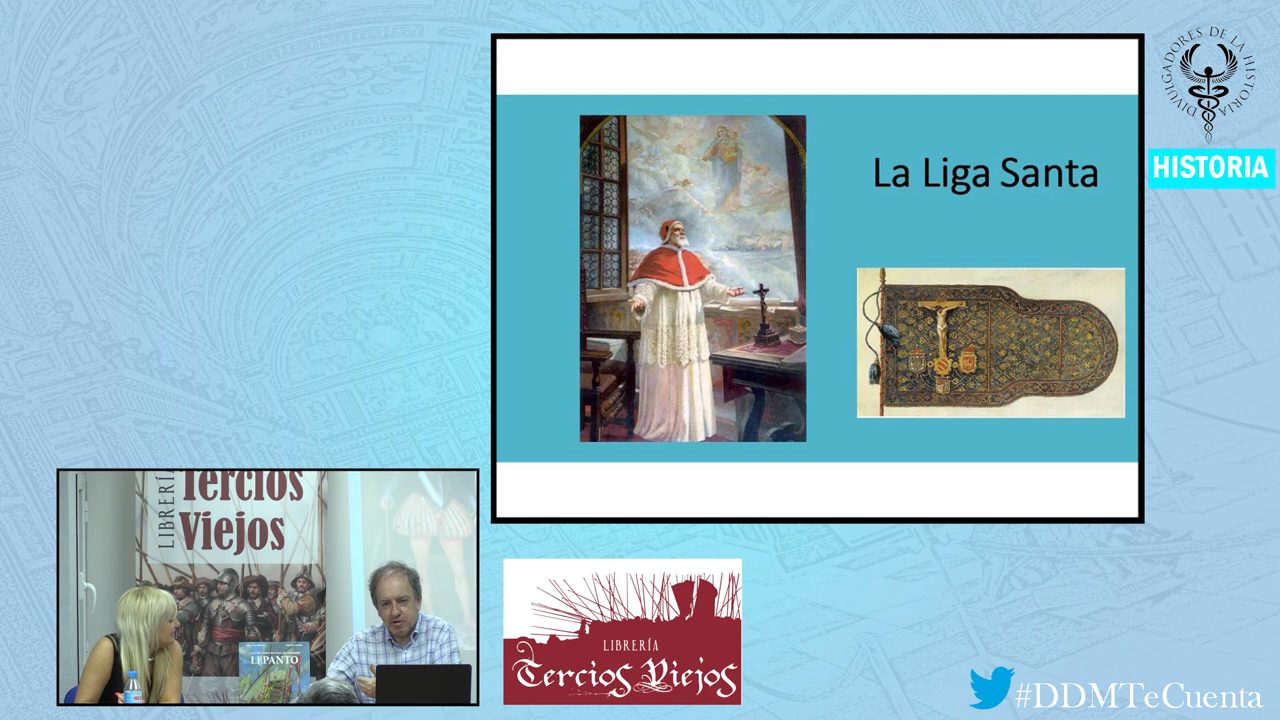 La Liga Santa
DIVULGADORES DE LA HISTORIA
HISTORIA
LIBRERÍA
Tercios
Viejos
LEPANTO
LIBRERÍA
Tercios Viejos
#DDMTeCuenta